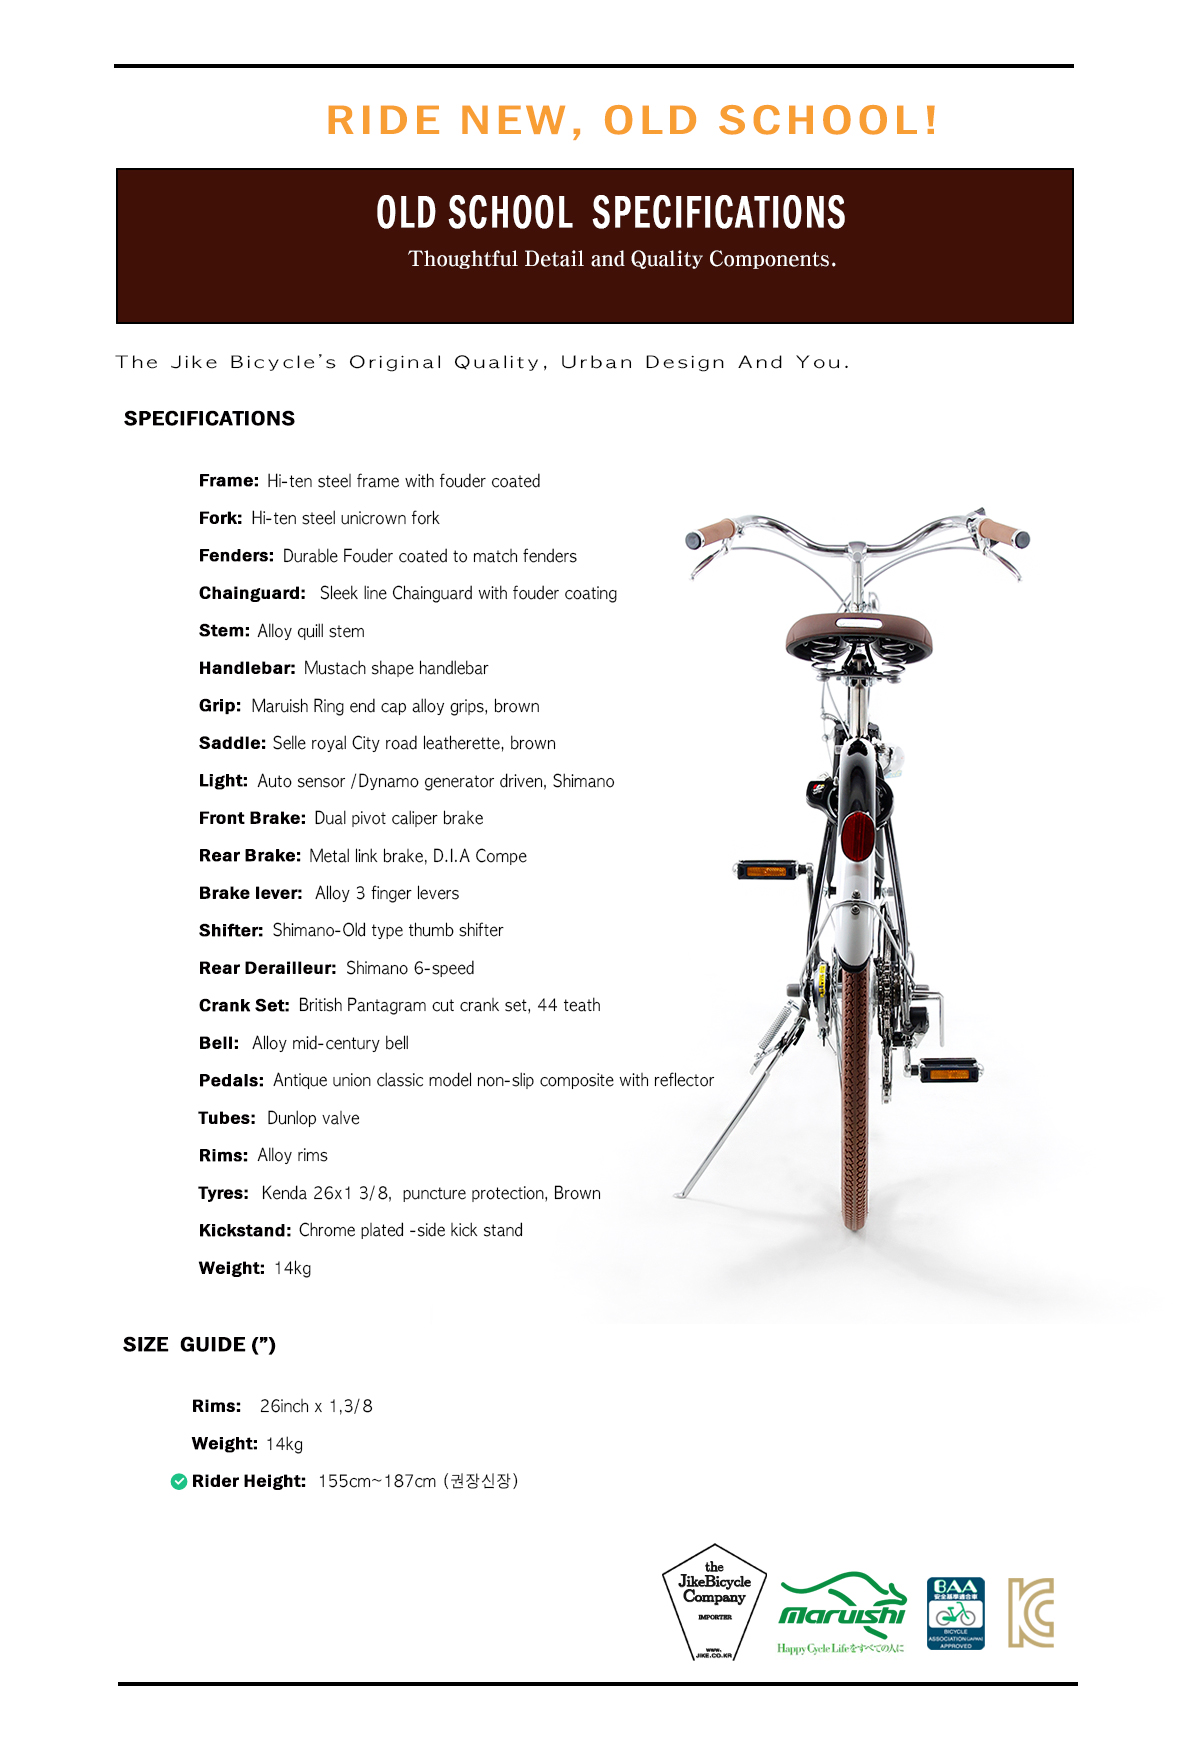 RIDE NEW, OLD SCHOOL!
OLD SCHOOL SPECIFICATIONS
Thoughtful Detail and Quality Components.
The Jike Bicycle's Original Quality, Urban Design And You.
SPECIFICATIONS
Frame: Hi-ten steel frame with fouder coated
Fork: Hi-ten steel unicrown fork
Fenders: Durable Fouder coated to match fenders
Chainguard: Sleek line Chainguard with fouder coating
Stem: Alloy quill stem
Handlebar: Mustach shape handlebar
Grip: Maruish Ring end cap alloy grips, brown
Saddle: Selle royal City road leatherette, brown
Light: Auto sensor /Dynamo generator driven, Shimano
Front Brake: Dual pivot caliper brake
Rear Brake: Metal link brake, D.I.A Compe
Brake lever: Alloy 3 finger levers
Shifter: Shimano-Old type thumb shifter
Rear Derailleur: Shimano 6-speed
Crank Set: British Pantagram cut crank set, 44 teath
Bell: Alloy mid-century bell
Pedals: Antique union classic model non-slip composite with reflector
Tubes: Dunlop valve
Rims: Alloy rims
Tyres: Kenda 26x1 3/8, puncture protection, Brown
Kickstand: Chrome plated -side kick stand
Weight: 14kg
SIZE GUIDE (”)
Rims: 26inch x 1,3/8
Weight: 14kg
Rider Height: 155cm~187cm (권장신장)
the
JikeBicycle
Company
IMPORTER
WWW.
JIKE.CO.KR
maruishi
Happy Cycle Lifeをすべての人に
BAA
安全基準適合車
BICYCLE
ASSOCIATION (JAPAN)
APPROVED
KC